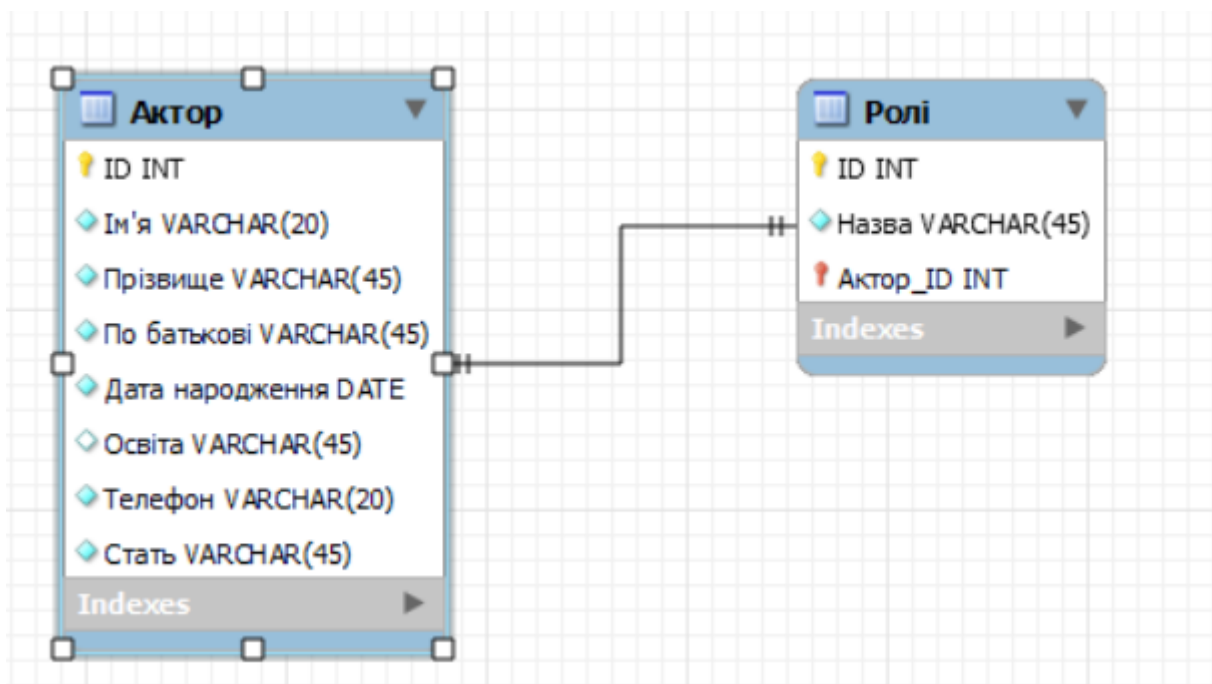 Актор
ID INT
Ім'я VARCHAR(20)
Прізвище VARCHAR(45)
По батькові VARCHAR(45)
Дата народження DATE
Освіта VARCHAR(45)
Телефон VARCHAR(20)
Стать VARCHAR(45)
Indexes
Ролі
ID INT
Назва VARCHAR(45)
Актор_ID INT
Indexes